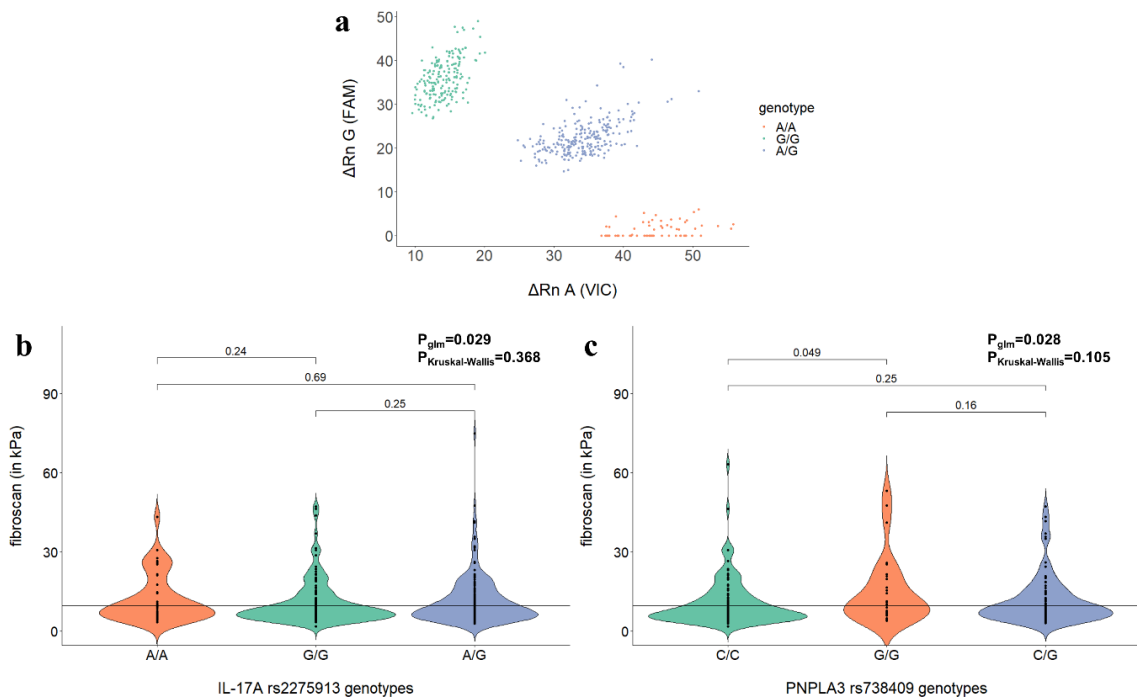 a
50
40
30
20
10
0
ΔRn G (FAM)
10 20 30 40 50
ΔRn A (VIC)
genotype
A/A
G/G
A/G
b
Pglm=0.029
PKruskal-Wallis=0.368
0.24
0.69
0.25
90
60
30
0
fibroscan (in kPa)
A/A G/G A/G
IL-17A rs2275913 genotypes
c
Pglm=0.028
PKruskal-Wallis=0.105
0.049
0.25
0.16
90
60
30
0
fibroscan (in kPa)
C/C G/G C/G
PNPLA3 rs738409 genotypes